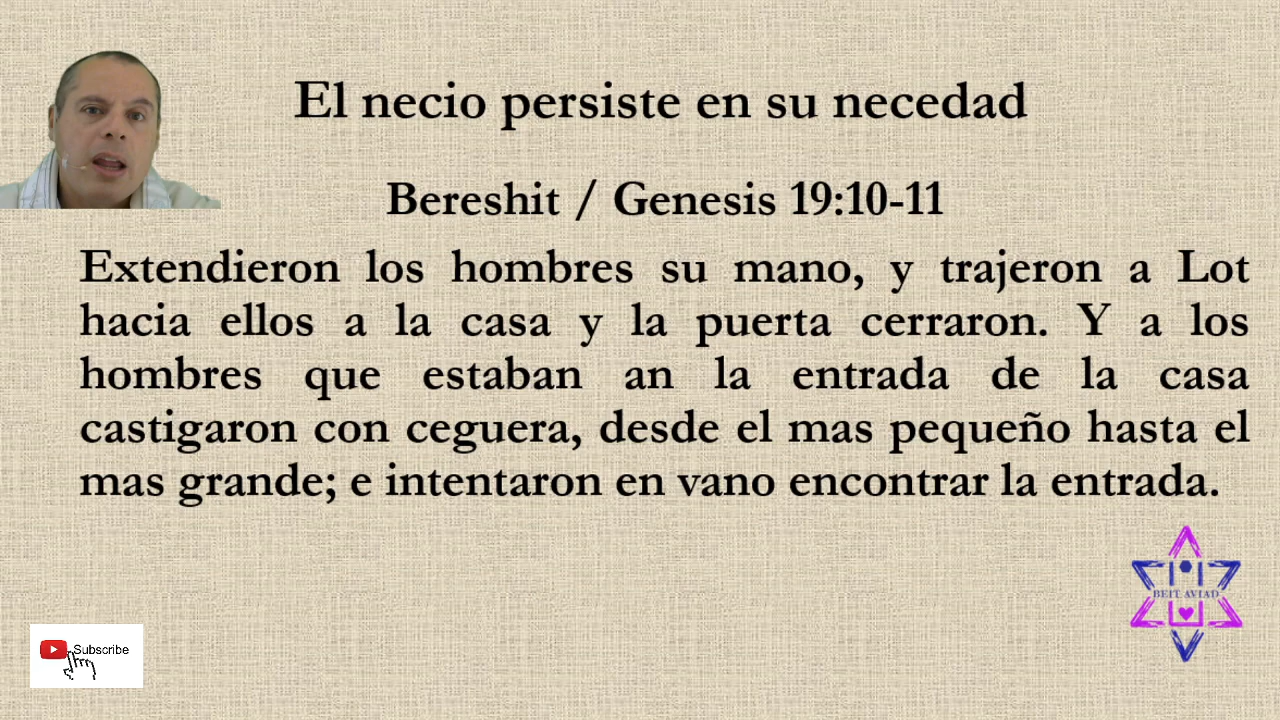 El necio persiste en su necedad
Bereshit / Genesis 19:10-11
Extendieron los hombres su mano, y trajeron a Lot
hacia ellos a la casa y la puerta cerraron. Y a los
hombres que estaban an la entrada de la casa
castigaron con ceguera, desde el mas pequeño hasta el
mas grande; e intentaron en vano encontrar la entrada.
BEIT AVIAD
Subscribe